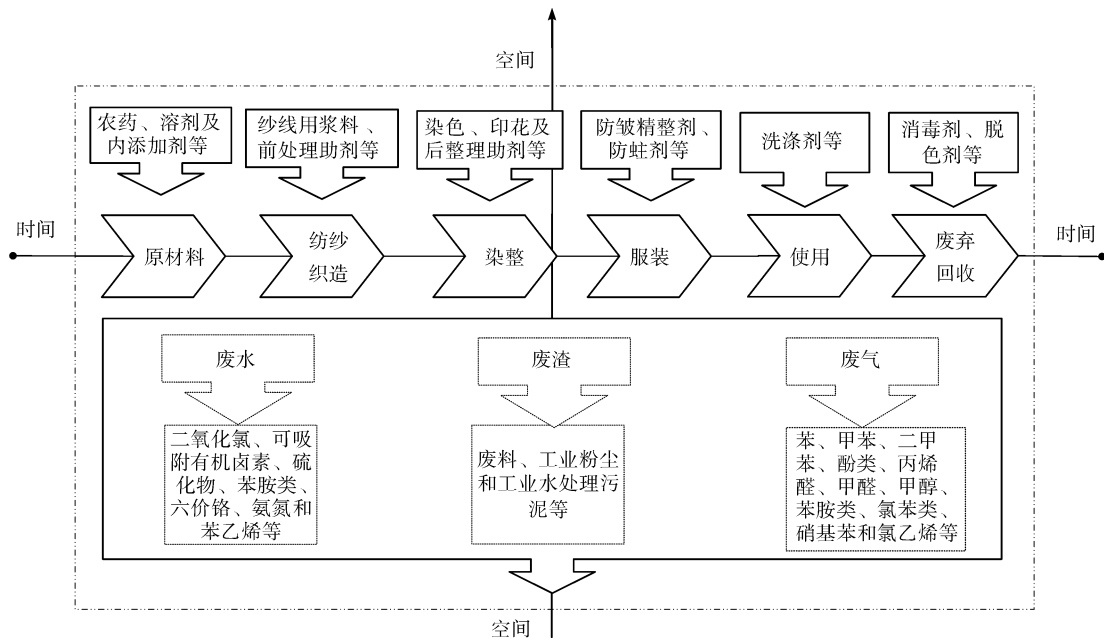 空间
农药、溶剂及
内添加剂等
纱线用浆料、
前处理助剂等
染色、印花及
后整理助剂等
防皱精整剂、
防蛀剂等
洗涤剂等
消毒剂、脱
色剂等
时间
原材料
纺纱
织造
染整
服装
使用
废弃
回收
时间
废水
废渣
废气
二氧化氯、可吸
附有机卤素、硫
化物、苯胺类、
六价铬、氨氮和
苯乙烯等
废料、工业粉尘
和工业水处理污
泥等
苯、甲苯、二甲
苯、酚类、丙烯
醛、甲醛、甲醇、
苯胺类、氯苯类、
硝基苯和氯乙烯等
空间